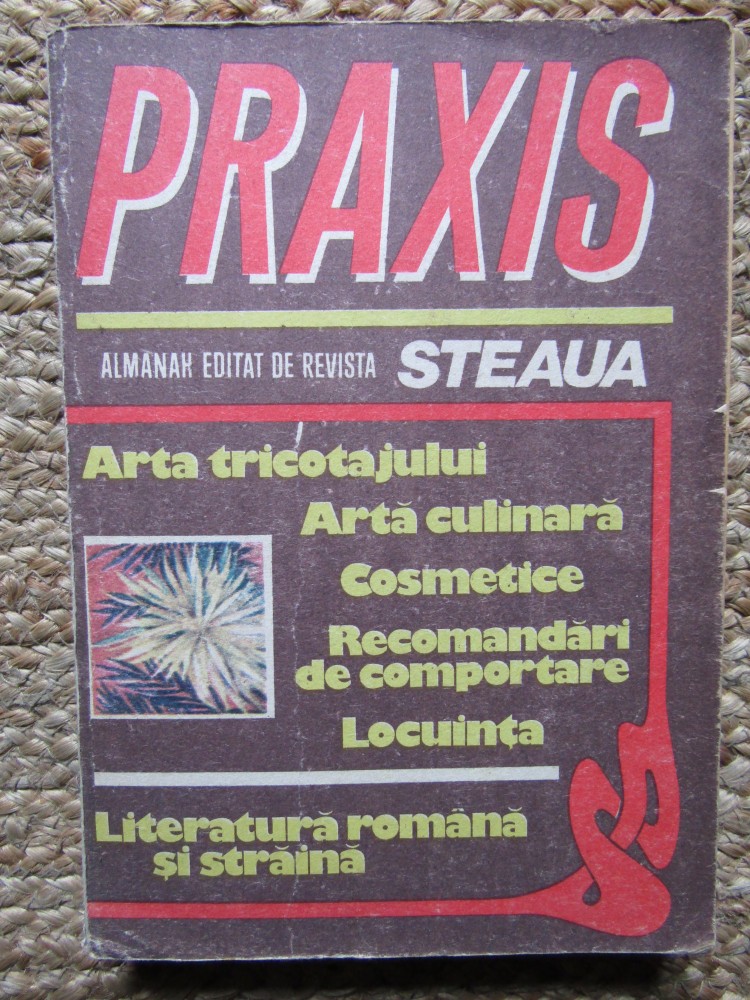 PRAXIS
ALMANAH EDITAT DE REVISTA STEAUA
Arta tricotajului
Artă culinară
Cosmetice
Recomandări
de comportare
Locuința
Literatură română
și străină